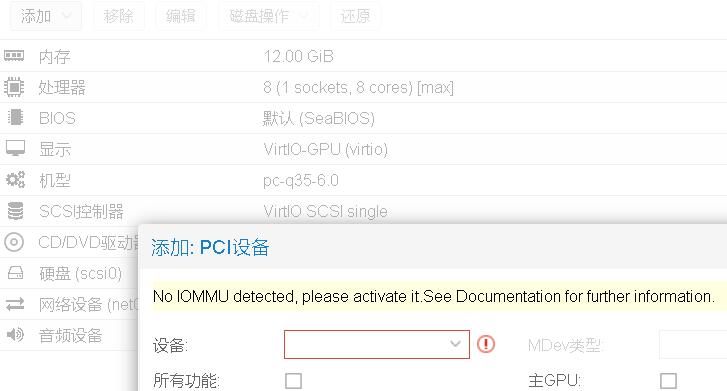 添加 移除 编辑 磁盘操作 还原
内存 12.00 GiB
处理器 8 (1 sockets, 8 cores) [max]
BIOS 默认 (SeaBIOS)
显示 VirtIO-GPU (virtio)
机型 pc-q35-6.0
SCSI控制器 VirtIO SCSI single
CD/DVD驱动
添加: PCI设备
硬盘 (scsi0)
No IOMMU detected, please activate it.See Documentation for further information.
网络设备 (net
音频设备
设备: MDev类型:
所有功能: 主GPU: